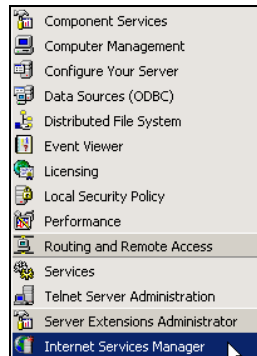 Component Services
Computer Management
Configure Your Server
Data Sources (ODBC)
Distributed File System
Event Viewer
Licensing
Local Security Policy
Performance
Routing and Remote Access
Services
Telnet Server Administration
Server Extensions Administrator
Internet Services Manager